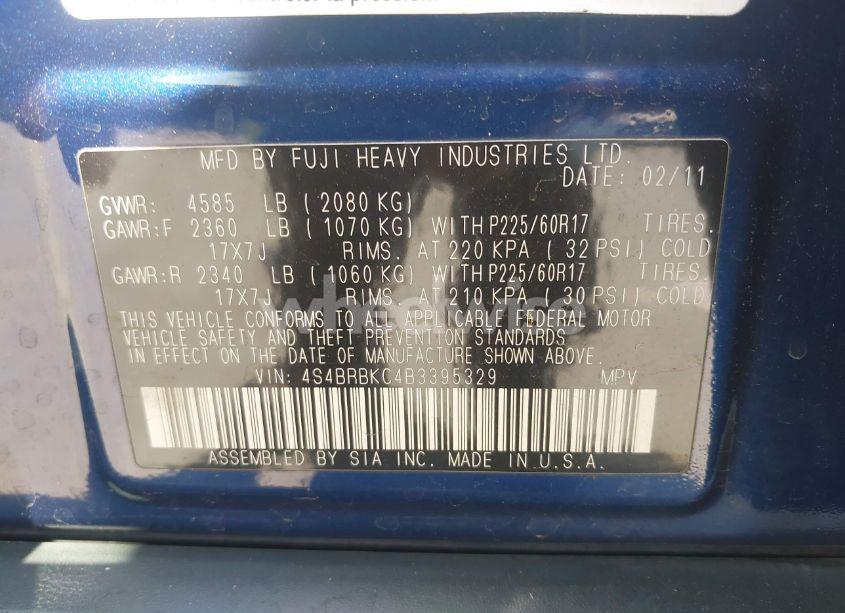 MFD BY FUJI HEAVY INDUSTRIES LTD.
DATE: 02/11
GVWR: 4585 LB ( 2080 KG)
GAWR:F 2360 LB ( 1070 KG) WITH P225/60R17 TIRES,
17X7J RIMS, AT 220 KPA ( 32 PSI) COLD
GAWR:R 2340 LB ( 1060 KG) WITH P225/60R17 TIRES,
17X7J RIMS, AT 210 KPA ( 30 PSI) COLD
THIS VEHICLE CONFORMS TO ALL APPLICABLE FEDERAL MOTOR
VEHICLE SAFETY AND THEFT PREVENTION STANDARDS
IN EFFECT ON THE DATE OF MANUFACTURE SHOWN ABOVE.
VIN: 4S4BRBKC4B3395329 MPV
ASSEMBLED BY SIA INC. MADE IN U.S.A.